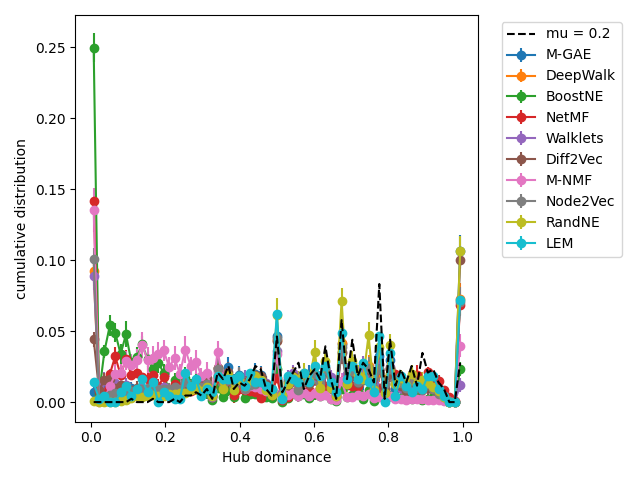 0.25
0.20
0.15
0.10
0.05
0.00
cumulative distribution
0.0 0.2 0.4 0.6 0.8 1.0
Hub dominance
mu = 0.2
M-GAE
DeepWalk
BoostNE
NetMF
Walklets
Diff2Vec
M-NMF
Node2Vec
RandNE
LEM